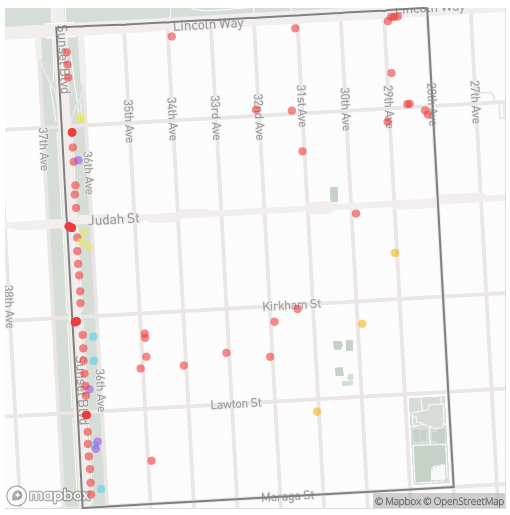 Lincoln Way
Lincoln Way
Sunset Blvd
37th Ave
36th Ave
35th Ave
34th Ave
33rd Ave
32nd Ave
31st Ave
30th Ave
29th Ave
28th Ave
27th Ave
Judah St
38th Ave
Kirkham St
Sunset Blvd
36th Ave
Lawton St
Moraga St
mapbox
© Mapbox © OpenStreetMap